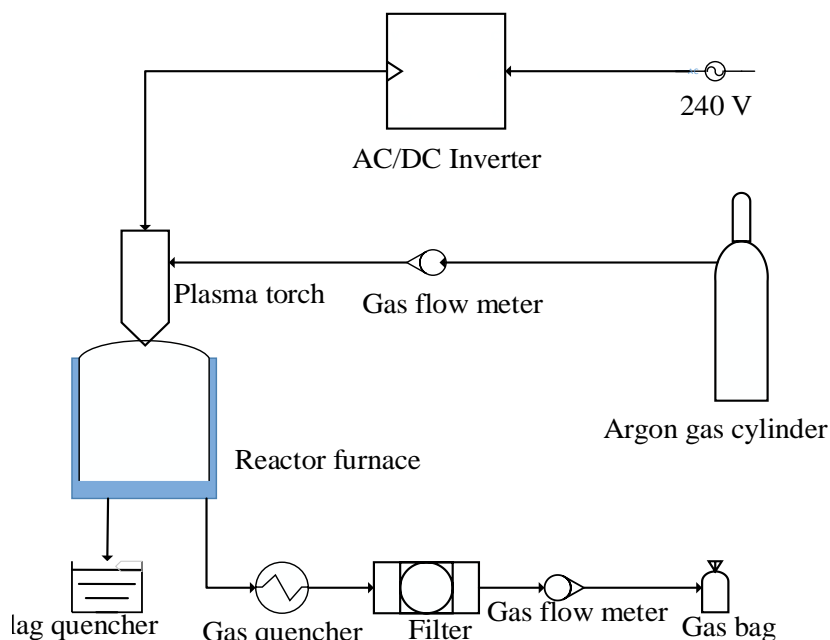 AC
240 V
AC/DC Inverter
Plasma torch
Gas flow meter
Argon gas cylinder
Reactor furnace
lag quencher
Gas quencher
Filter
Gas flow meter
Gas bag